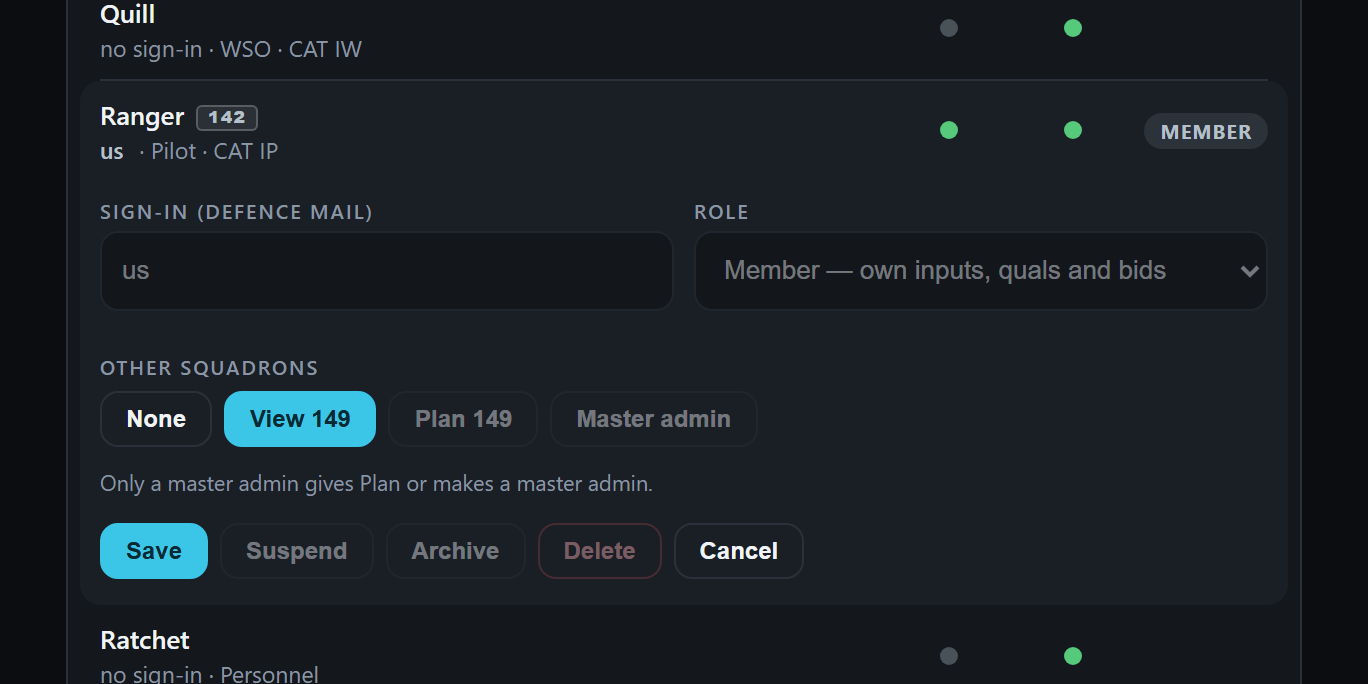 Quill
no sign-in · WSO · CAT IW
Ranger 142
us · Pilot · CAT IP
MEMBER
SIGN-IN (DEFENCE MAIL)
ROLE
us
Member — own inputs, quals and bids
OTHER SQUADRONS
None View 149 Plan 149 Master admin
Only a master admin gives Plan or makes a master admin.
Save Suspend Archive Delete Cancel
Ratchet
no sign-in · Personnel